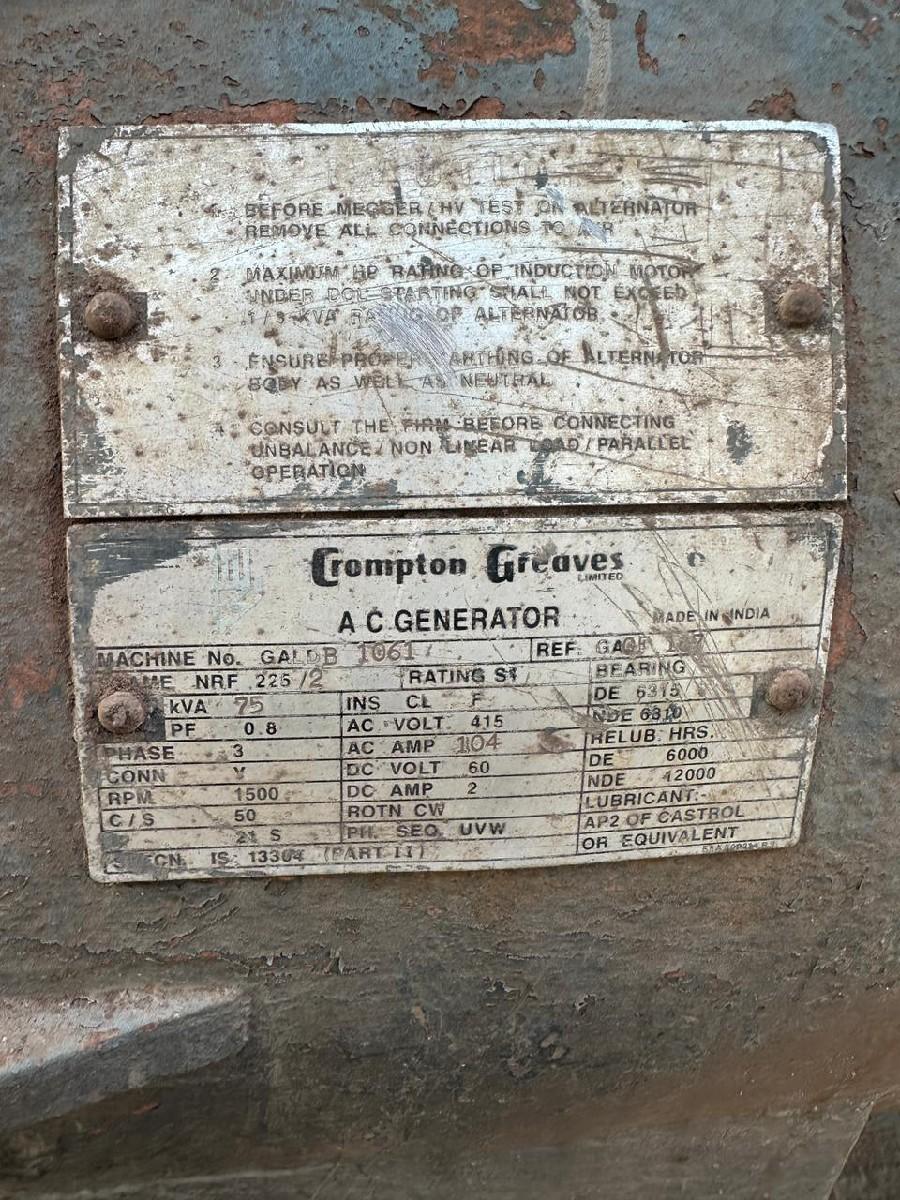 1 BEFORE MEGGER/HV TEST ON ALTERNATOR
REMOVE ALL CONNECTIONS TO
2 MAXIMUM HP RATING OF INDUCTION MOTOR
UNDER DOL STARTING SHALL NOT EXCEED
KVA RATING OF ALTERNATOR
3 ENSURE PROPER EARTHING OF ALTERNATOR
BODY AS WELL AS NEUTRAL
4 CONSULT THE FIRM BEFORE CONNECTING
UNBALANCE/NON LINEAR LOAD/PARALLEL
OPERATION
Crompton Greaves
LIMITED
A C GENERATOR
MADE IN INDIA
MACHINE No. GALDB 1061 REF.
FRAME NRF 225/2 RATING S1 BEARING
kVA 75 INS CL F DE 6315
PF 0.8 AC VOLT 415 NDE 6310
PHASE 3 AC AMP 104 RELUB. HRS.
CONN Y DC VOLT 60 DE 6000
RPM 1500 DC AMP 2 NDE 12000
C/S 50 ROTN CW LUBRICANT:-
21 S PH. SEQ. UVW AP2 OF CASTROL
SPECN. IS: 13364 (PART II) OR EQUIVALENT